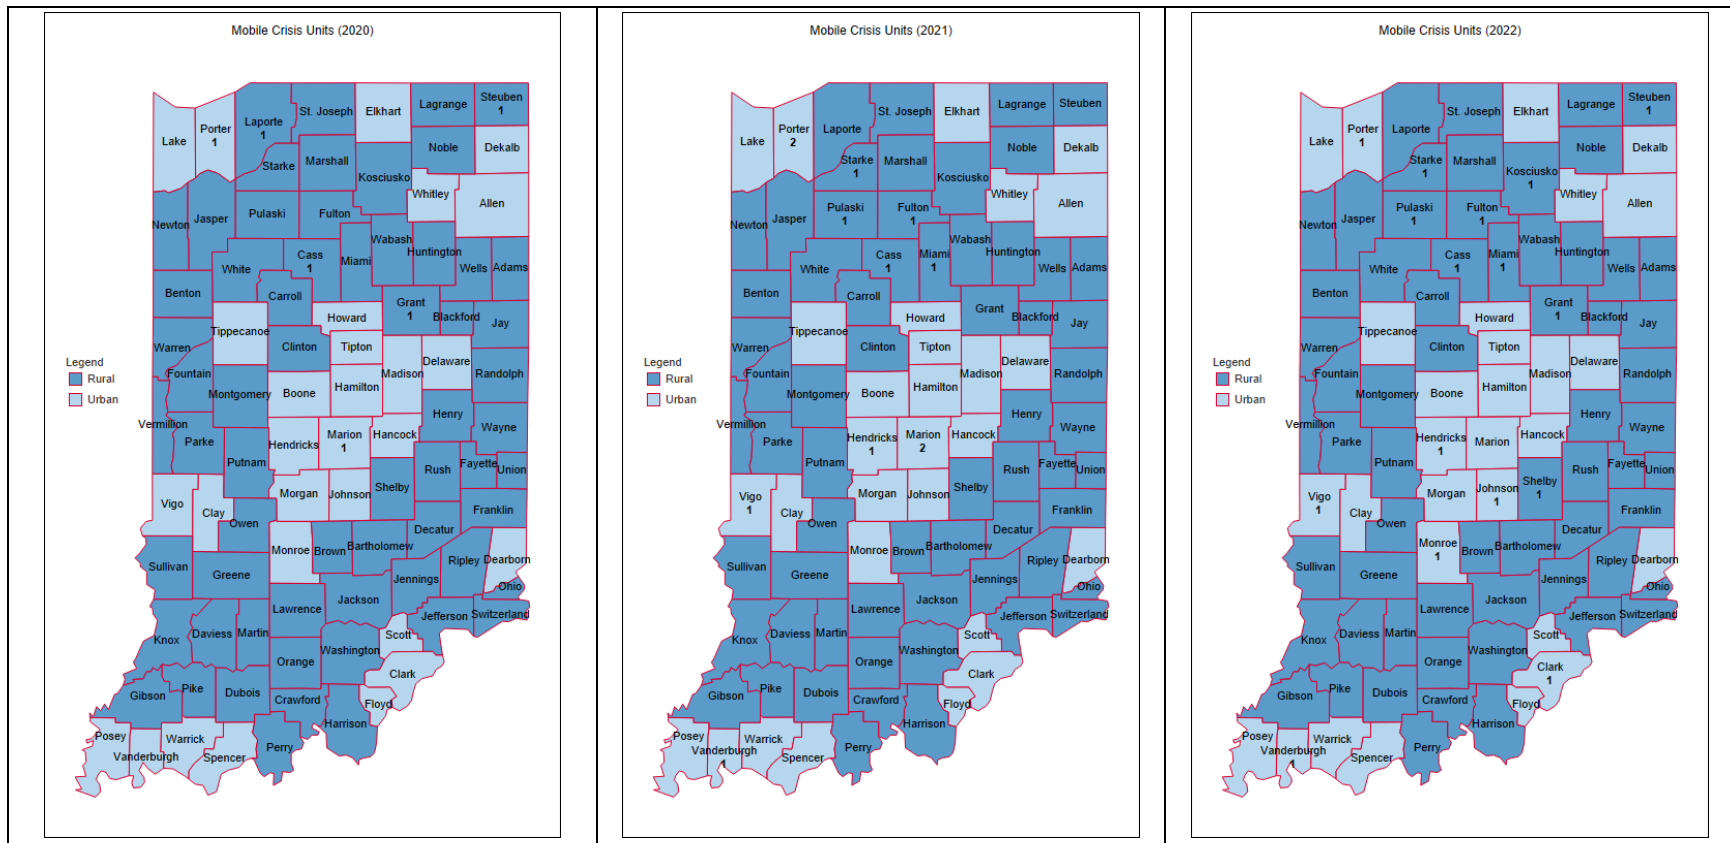 Mobile Crisis Units (2020)
Steuben
1
Lagrange
Elkhart
St. Joseph
Laporte
1
Porter
1
Lake
Noble
Dekalb
Starke
Marshall
Kosciusko
Whitley
Allen
Newton
Jasper
Pulaski
Fulton
Wabash
Huntington
Miami
Cass
1
White
Wells
Adams
Benton
Carroll
Grant
1
Blackford
Jay
Howard
Tippecanoe
Clinton
Tipton
Warren
Madison
Delaware
Legend
Rural
Urban
Fountain
Randolph
Montgomery
Boone
Hamilton
Henry
Vermillion
Wayne
Parke
Hendricks
Marion
1
Hancock
Putnam
Rush
Fayette
Union
Shelby
Vigo
Clay
Morgan
Johnson
Owen
Franklin
Decatur
Monroe
Brown
Bartholomew
Sullivan
Greene
Ripley
Dearborn
Jennings
Ohio
Jackson
Lawrence
Jefferson
Switzerland
Knox
Daviess
Martin
Scott
Washington
Orange
Clark
Gibson
Pike
Dubois
Crawford
Floyd
Harrison
Posey
Warrick
Vanderburgh
Spencer
Perry
Mobile Crisis Units (2021)
Steuben
Lagrange
Elkhart
St. Joseph
Laporte
Porter
2
Lake
Noble
Dekalb
Starke
1
Marshall
Kosciusko
Whitley
Allen
Newton
Jasper
Pulaski
1
Fulton
1
Wabash
Huntington
Miami
1
Cass
1
White
Wells
Adams
Benton
Carroll
Grant
Blackford
Jay
Howard
Tippecanoe
Clinton
Tipton
Warren
Madison
Delaware
Legend
Rural
Urban
Fountain
Randolph
Montgomery
Boone
Hamilton
Henry
Vermillion
Wayne
Parke
Hendricks
1
Marion
2
Hancock
Putnam
Rush
Fayette
Union
Shelby
Vigo
1
Clay
Morgan
Johnson
Owen
Franklin
Decatur
Monroe
Brown
Bartholomew
Sullivan
Greene
Ripley
Dearborn
Jennings
Ohio
Jackson
Lawrence
Jefferson
Switzerland
Knox
Daviess
Martin
Scott
Washington
Orange
Clark
Gibson
Pike
Dubois
Crawford
Floyd
Harrison
Posey
Warrick
Vanderburgh
1
Spencer
Perry
Mobile Crisis Units (2022)
Steuben
1
Lagrange
Elkhart
St. Joseph
Laporte
Porter
1
Lake
Noble
Dekalb
Starke
1
Marshall
Kosciusko
1
Whitley
Allen
Newton
Jasper
Pulaski
1
Fulton
1
Wabash
Huntington
Miami
1
Cass
1
White
Wells
Adams
Benton
Carroll
Grant
1
Blackford
Jay
Howard
Tippecanoe
Clinton
Tipton
Warren
Madison
Delaware
Legend
Rural
Urban
Fountain
Randolph
Montgomery
Boone
Hamilton
Henry
Vermillion
Wayne
Parke
Hendricks
1
Marion
Hancock
Putnam
Rush
Fayette
Union
Shelby
1
Vigo
1
Clay
Morgan
Johnson
1
Owen
Franklin
Decatur
Monroe
1
Brown
Bartholomew
Sullivan
Greene
Ripley
Dearborn
Jennings
Ohio
Jackson
Lawrence
Jefferson
Switzerland
Knox
Daviess
Martin
Scott
Washington
Orange
Clark
1
Gibson
Pike
Dubois
Crawford
Floyd
Harrison
Posey
Warrick
Vanderburgh
1
Spencer
Perry